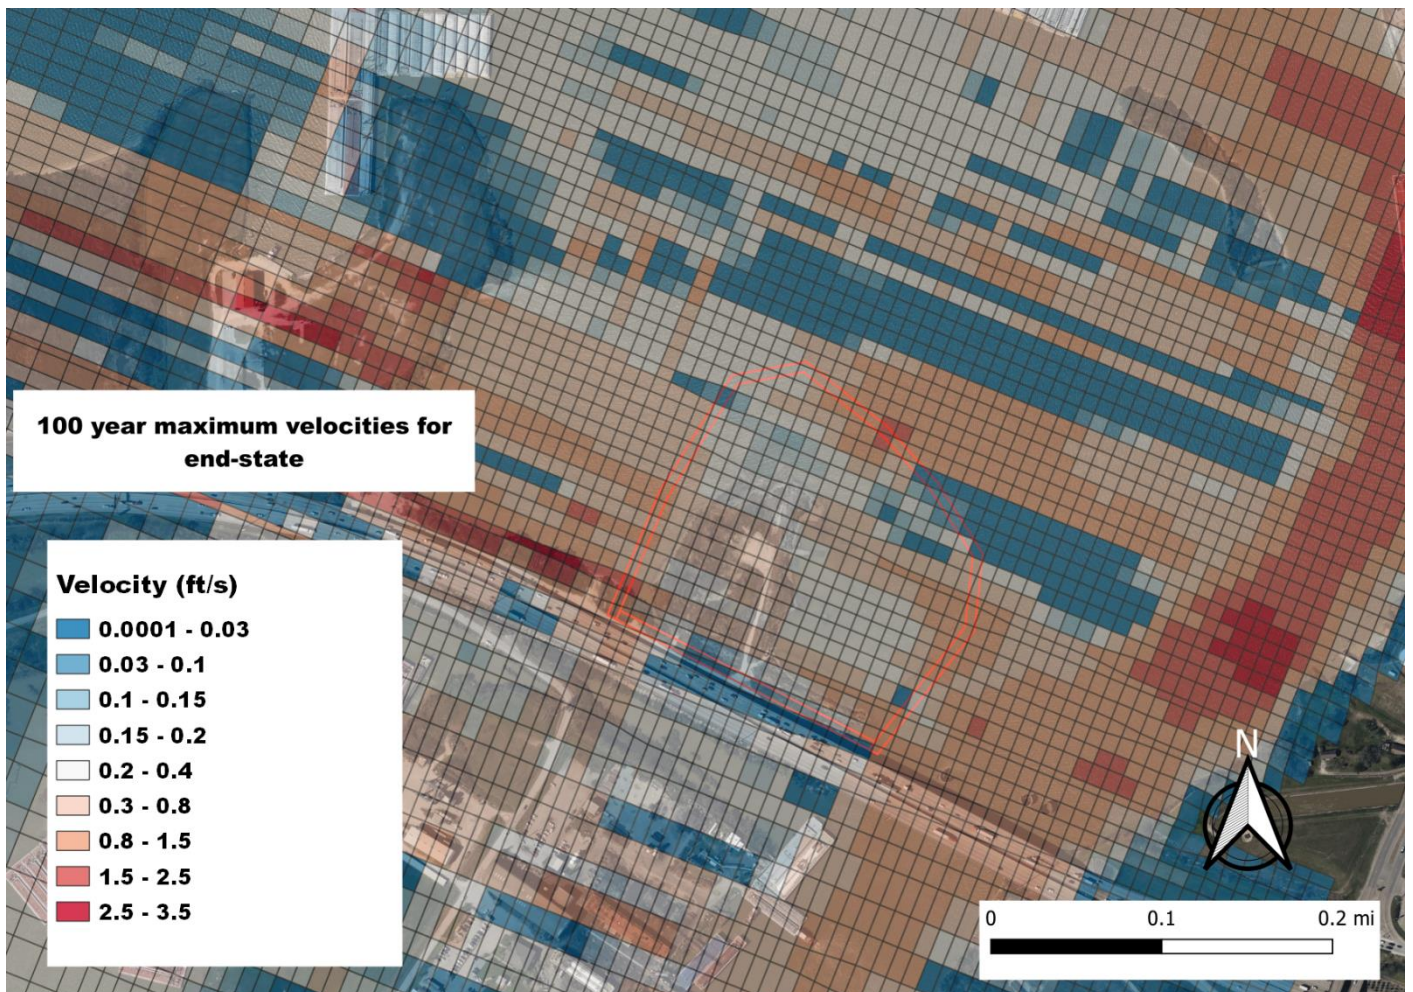 100 year maximum velocities for
end-state
Velocity (ft/s)
0.0001 - 0.03
0.03 - 0.1
0.1 - 0.15
0.15 - 0.2
0.2 - 0.4
0.3 - 0.8
0.8 - 1.5
1.5 - 2.5
2.5 - 3.5
N
0 0.1 0.2 mi